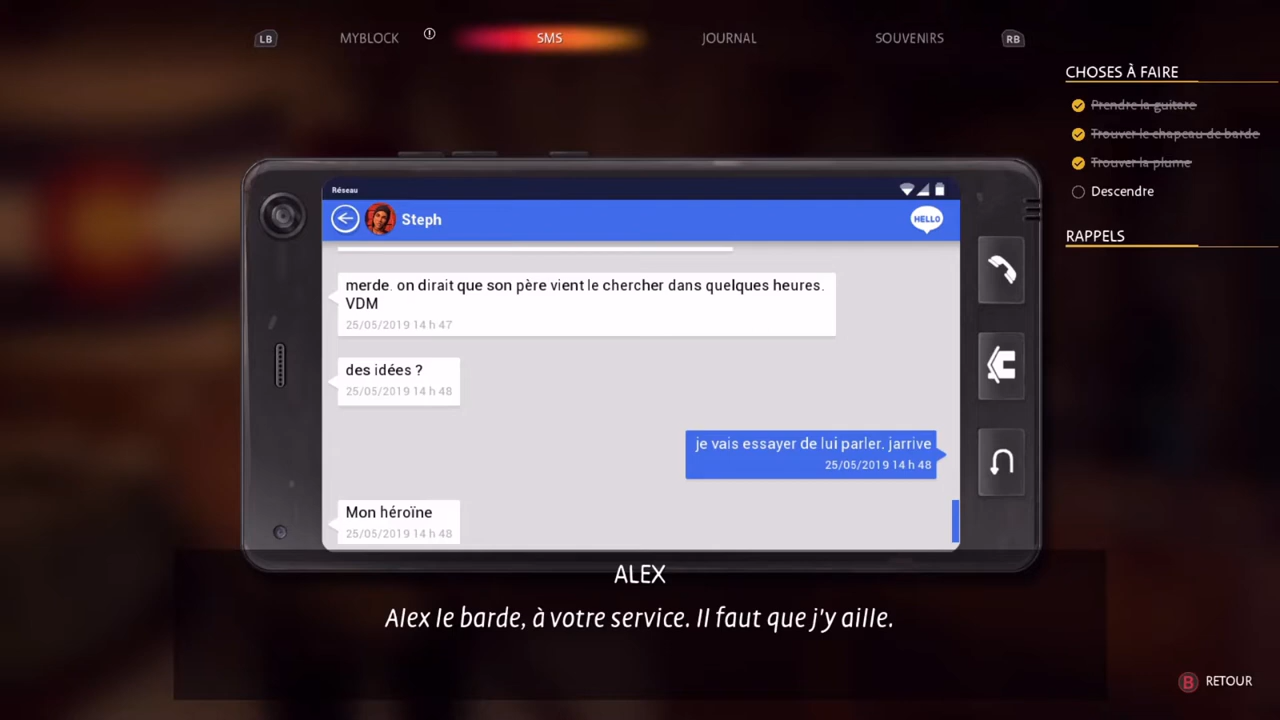 LB
MYBLOCK
SMS
JOURNAL
SOUVENIRS
RB
CHOSES À FAIRE
Prendre la guitare
Trouver le chapeau de barde
Trouver la plume
Descendre
RAPPELS
Réseau
Steph
HELLO
merde. on dirait que son père vient le chercher dans quelques heures.
VDM
25/05/2019 14 h 47
des idées ?
25/05/2019 14 h 48
je vais essayer de lui parler. jarrive
25/05/2019 14 h 48
Mon héroïne
25/05/2019 14 h 48
ALEX
Alex le barde, à votre service. Il faut que j'y aille.
B RETOUR